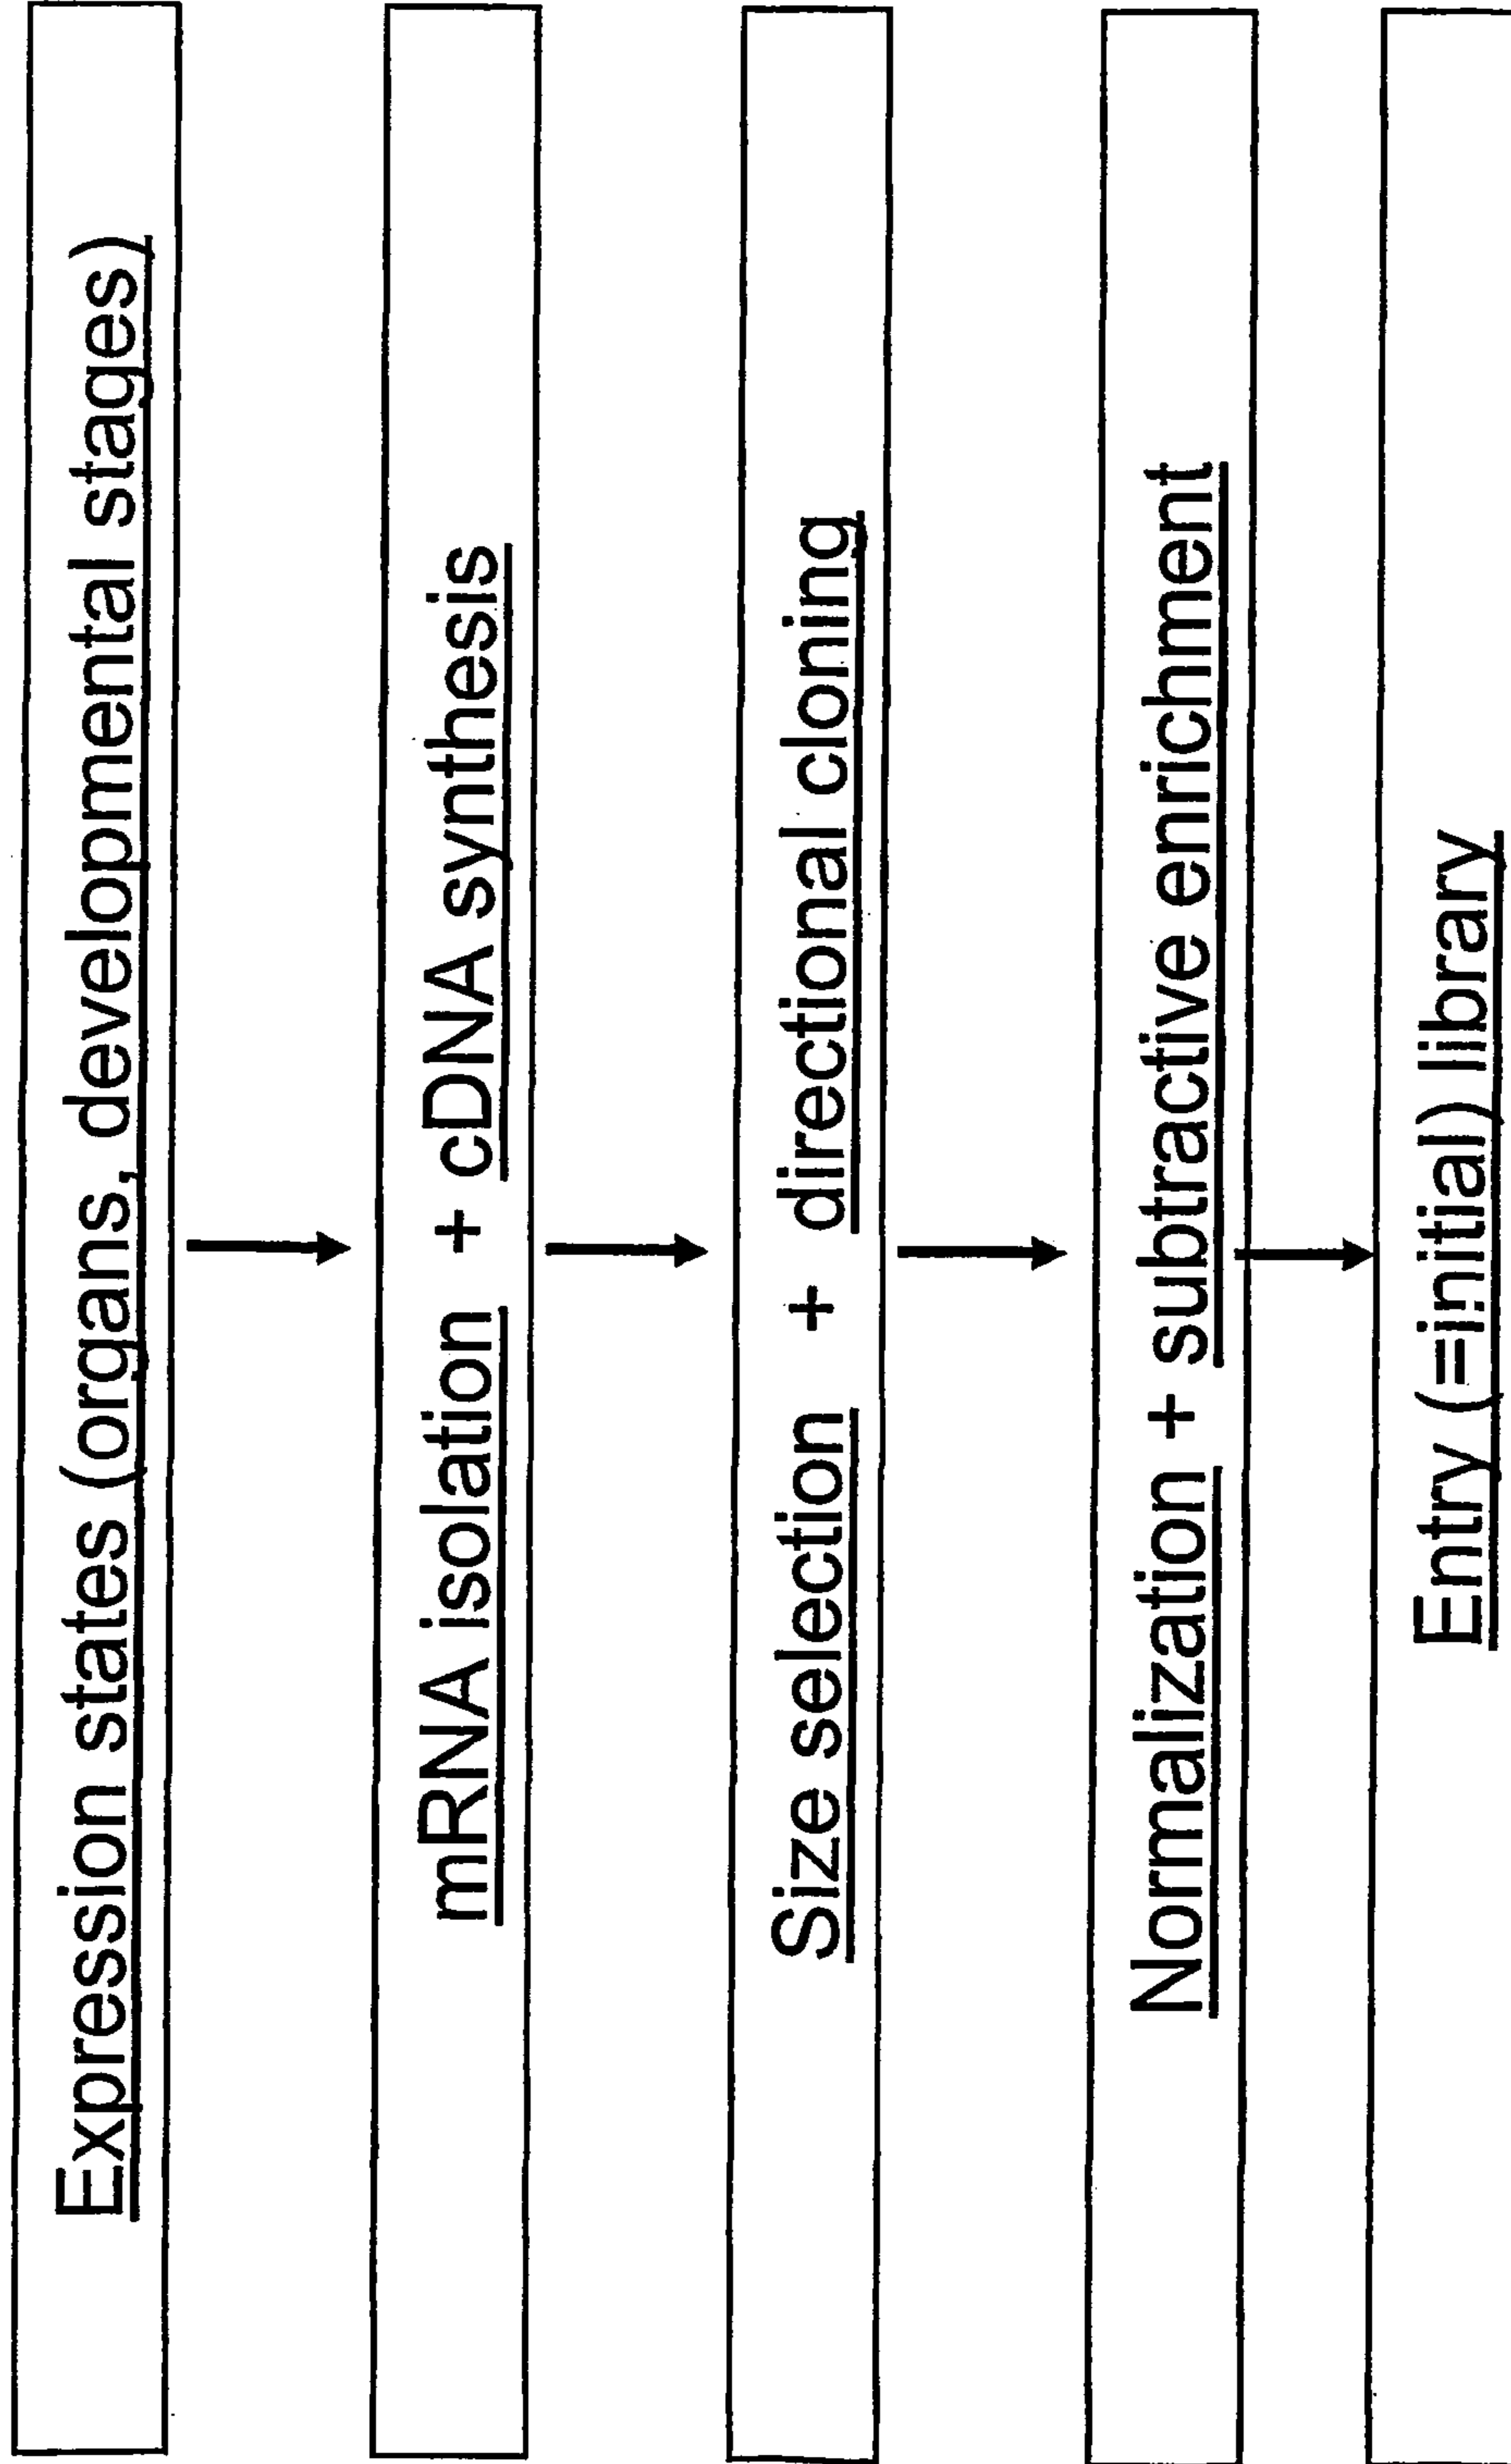 Expression states (organs, developmental stages)
mRNA isolation + cDNA synthesis
Size selection + directional cloning
Normalization + subtractive enrichment
Entry (=initial) library